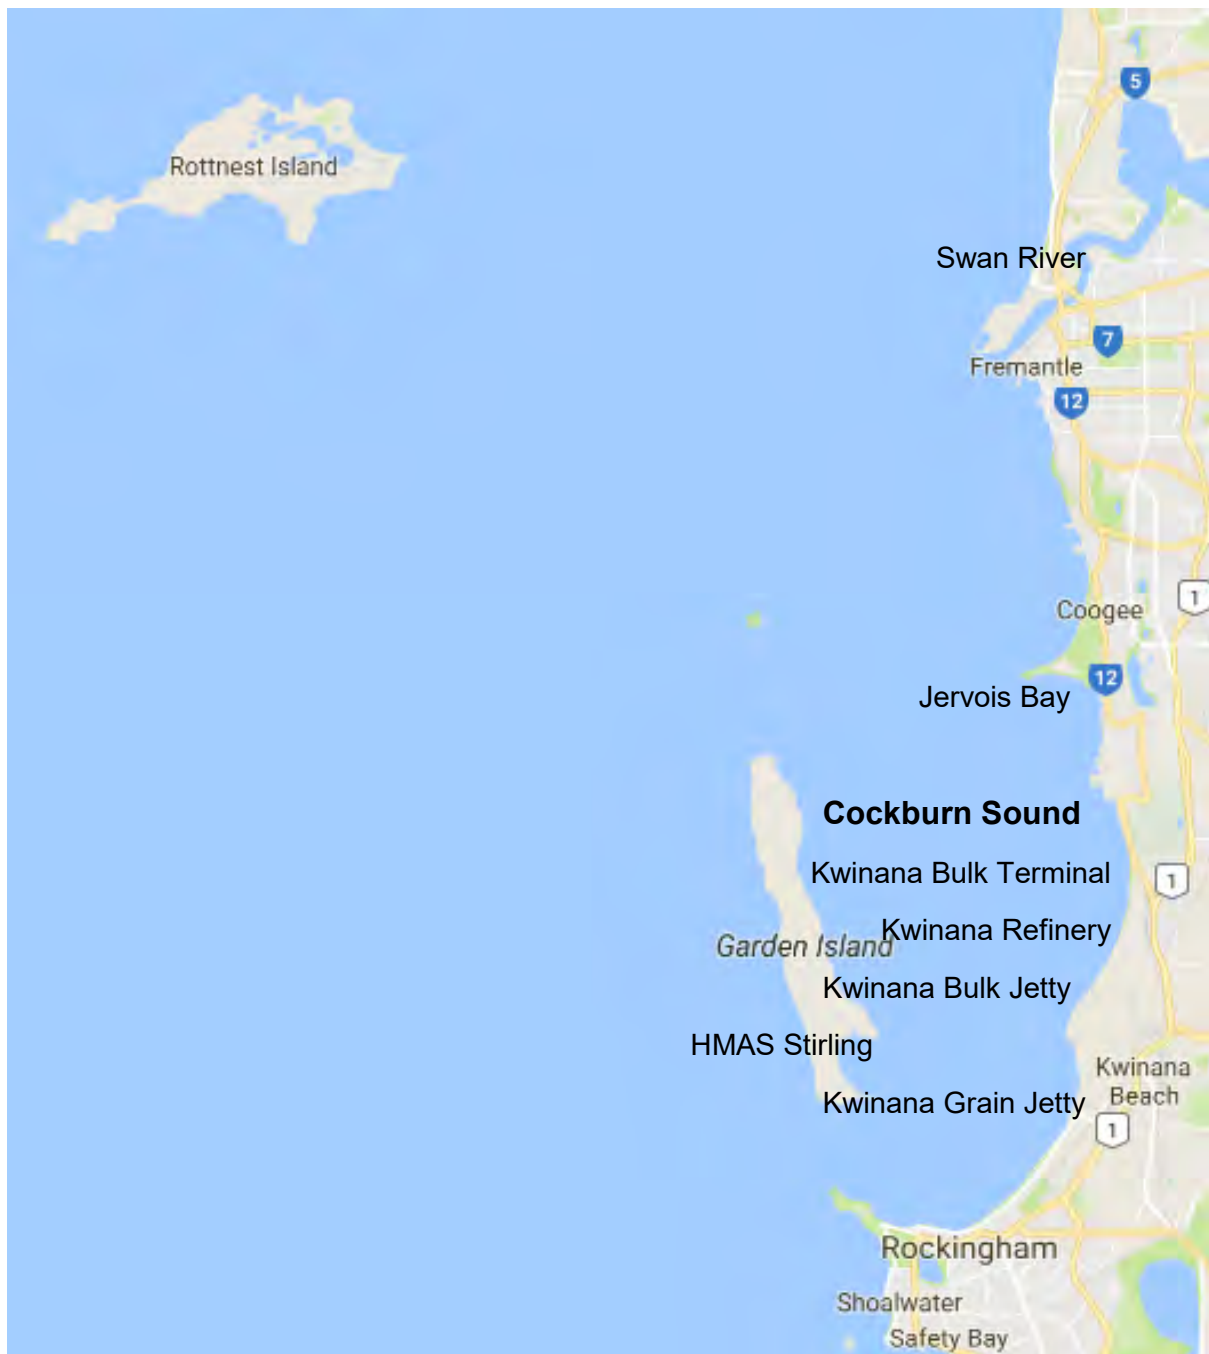 5
Rottnest Island
Swan River
7
Fremantle
12
1
Coogee
12
Jervois Bay
Cockburn Sound
Kwinana Bulk Terminal
1
Kwinana Refinery
Garden Island
Kwinana Bulk Jetty
HMAS Stirling
Kwinana
Beach
Kwinana Grain Jetty
1
Rockingham
Shoalwater
Safety Bay